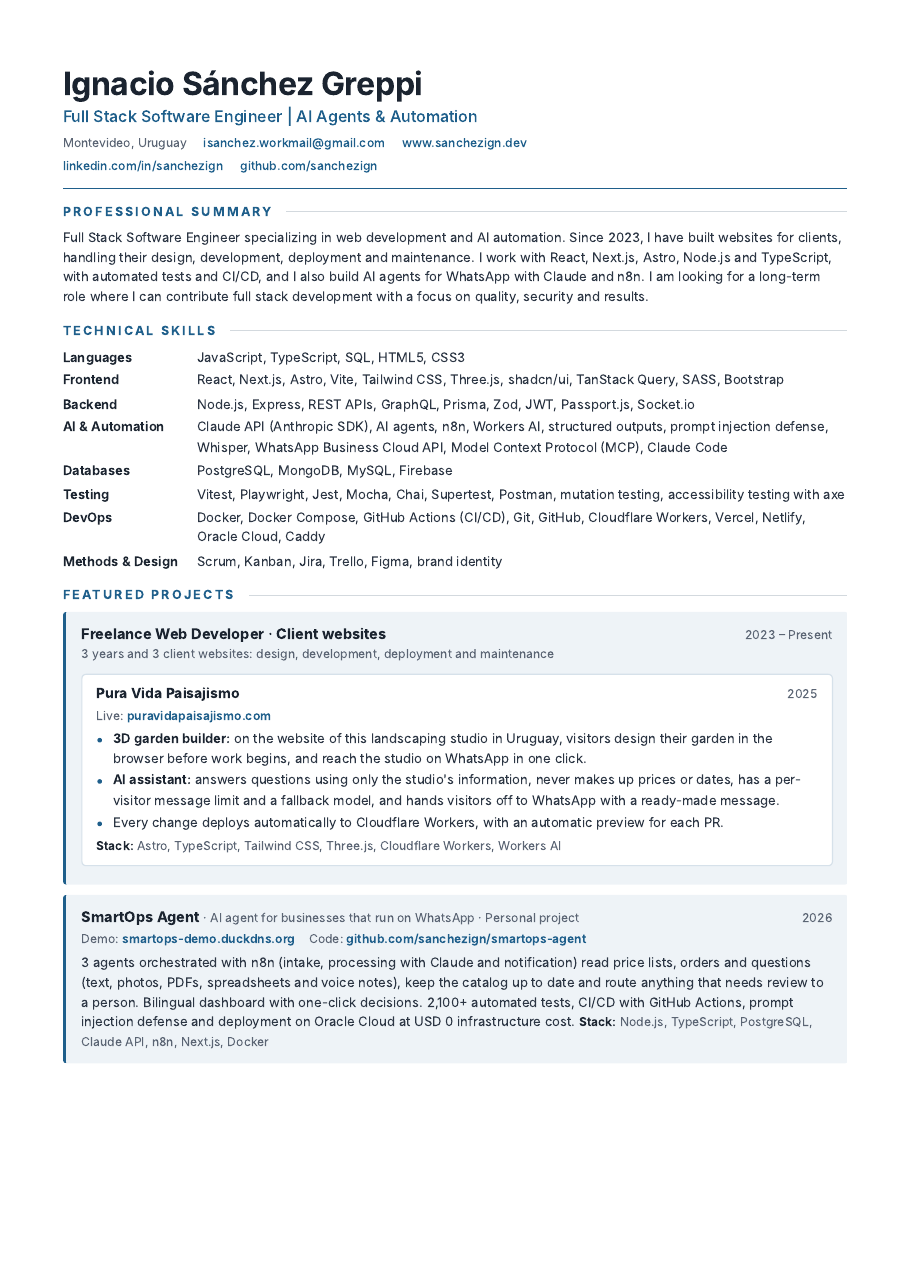 Ignacio Sánchez Greppi
Full Stack Software Engineer | AI Agents & Automation
Montevideo, Uruguay isanchez.workmail@gmail.com www.sanchezign.dev
linkedin.com/in/sanchezign github.com/sanchezign
PROFESSIONAL SUMMARY
Full Stack Software Engineer specializing in web development and AI automation. Since 2023, I have built websites for clients,
handling their design, development, deployment and maintenance. I work with React, Next.js, Astro, Node.js and TypeScript,
with automated tests and CI/CD, and I also build AI agents for WhatsApp with Claude and n8n. I am looking for a long-term
role where I can contribute full stack development with a focus on quality, security and results.
TECHNICAL SKILLS
Languages JavaScript, TypeScript, SQL, HTML5, CSS3
Frontend React, Next.js, Astro, Vite, Tailwind CSS, Three.js, shadcn/ui, TanStack Query, SASS, Bootstrap
Backend Node.js, Express, REST APIs, GraphQL, Prisma, Zod, JWT, Passport.js, Socket.io
AI & Automation Claude API (Anthropic SDK), AI agents, n8n, Workers AI, structured outputs, prompt injection defense,
Whisper, WhatsApp Business Cloud API, Model Context Protocol (MCP), Claude Code
Databases PostgreSQL, MongoDB, MySQL, Firebase
Testing Vitest, Playwright, Jest, Mocha, Chai, Supertest, Postman, mutation testing, accessibility testing with axe
DevOps Docker, Docker Compose, GitHub Actions (CI/CD), Git, GitHub, Cloudflare Workers, Vercel, Netlify,
Oracle Cloud, Caddy
Methods & Design Scrum, Kanban, Jira, Trello, Figma, brand identity
FEATURED PROJECTS
Freelance Web Developer · Client websites 2023 – Present
3 years and 3 client websites: design, development, deployment and maintenance
Pura Vida Paisajismo 2025
Live: puravidapaisajismo.com
• 3D garden builder: on the website of this landscaping studio in Uruguay, visitors design their garden in the
browser before work begins, and reach the studio on WhatsApp in one click.
• AI assistant: answers questions using only the studio's information, never makes up prices or dates, has a per-
visitor message limit and a fallback model, and hands visitors off to WhatsApp with a ready-made message.
• Every change deploys automatically to Cloudflare Workers, with an automatic preview for each PR.
Stack: Astro, TypeScript, Tailwind CSS, Three.js, Cloudflare Workers, Workers AI
SmartOps Agent · AI agent for businesses that run on WhatsApp · Personal project 2026
Demo: smartops-demo.duckdns.org Code: github.com/sanchezign/smartops-agent
3 agents orchestrated with n8n (intake, processing with Claude and notification) read price lists, orders and questions
(text, photos, PDFs, spreadsheets and voice notes), keep the catalog up to date and route anything that needs review to
a person. Bilingual dashboard with one-click decisions. 2,100+ automated tests, CI/CD with GitHub Actions, prompt
injection defense and deployment on Oracle Cloud at USD 0 infrastructure cost. Stack: Node.js, TypeScript, PostgreSQL,
Claude API, n8n, Next.js, Docker